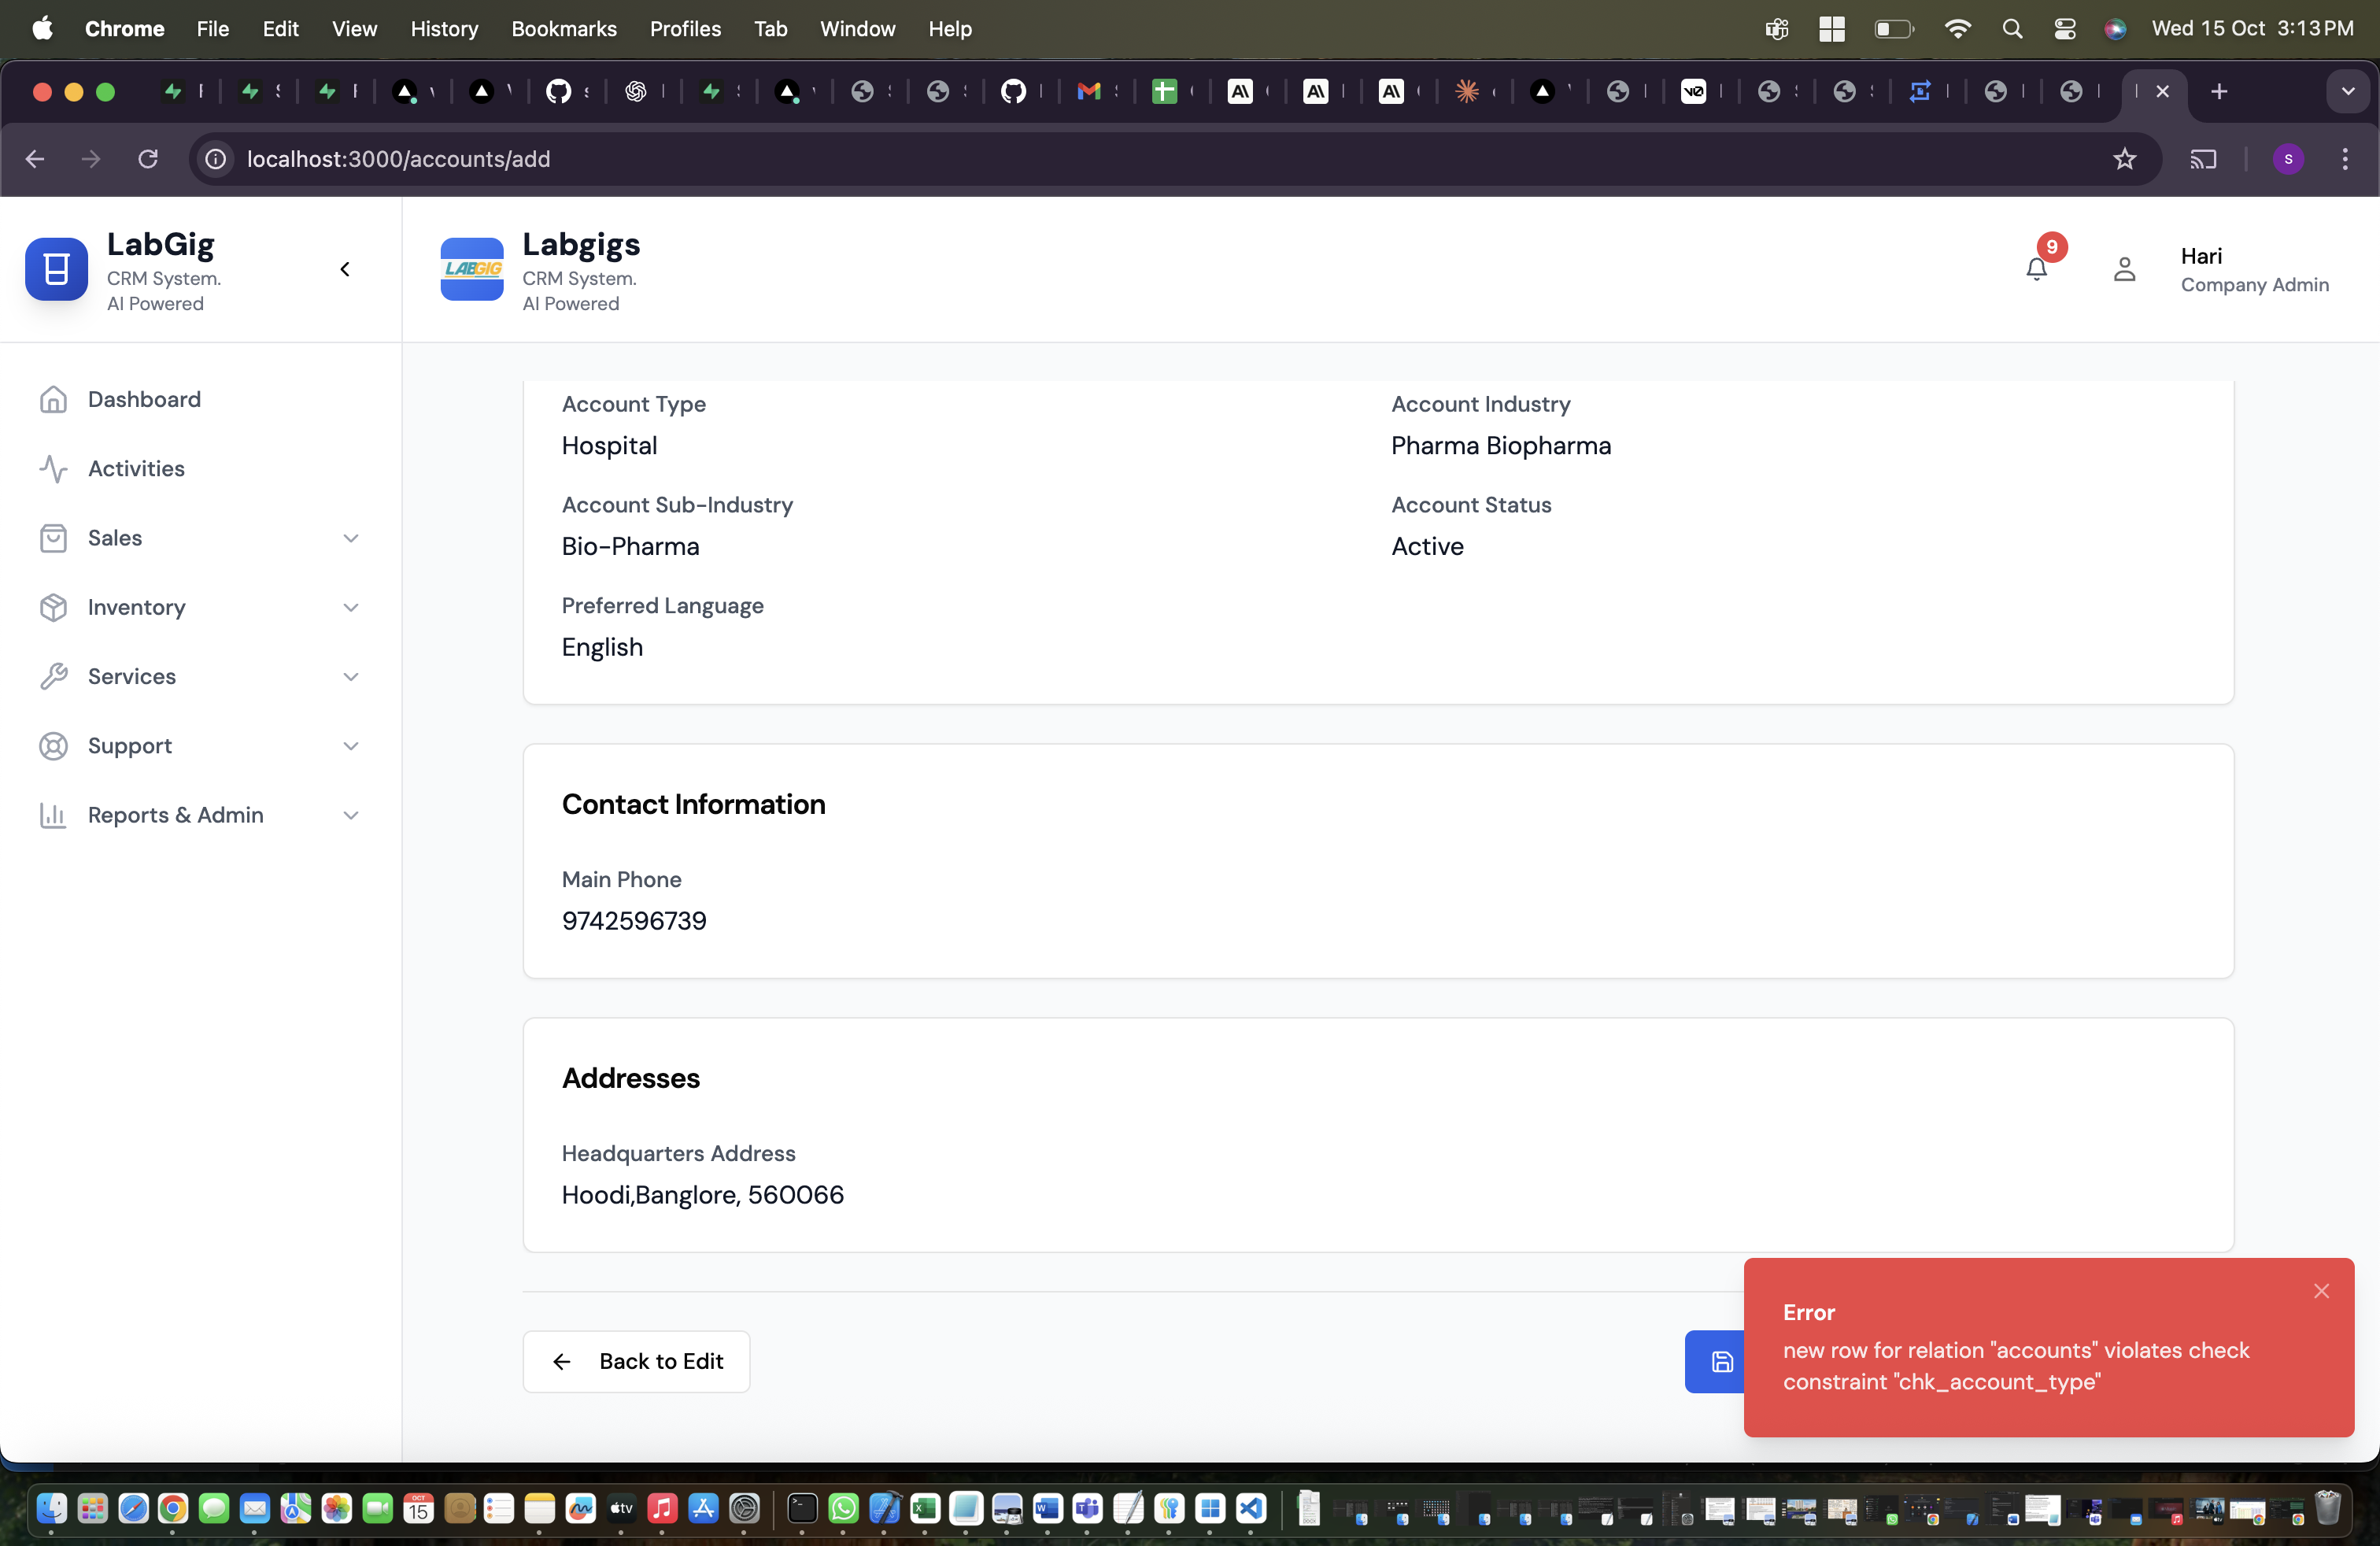 Chrome File Edit View History Bookmarks Profiles Tab Window Help Wed 15 Oct 3:13 PM
localhost:3000/accounts/add
S
LabGig
CRM System.
AI Powered
LABGIG
Labgigs
CRM System.
AI Powered
9
Hari
Company Admin
Dashboard
Activities
Sales
Inventory
Services
Support
Reports & Admin
Account Type
Hospital
Account Industry
Pharma Biopharma
Account Sub-Industry
Bio-Pharma
Account Status
Active
Preferred Language
English
Contact Information
Main Phone
9742596739
Addresses
Headquarters Address
Hoodi,Banglore, 560066
Back to Edit
Error
new row for relation "accounts" violates check
constraint "chk_account_type"
OCT
15
tv